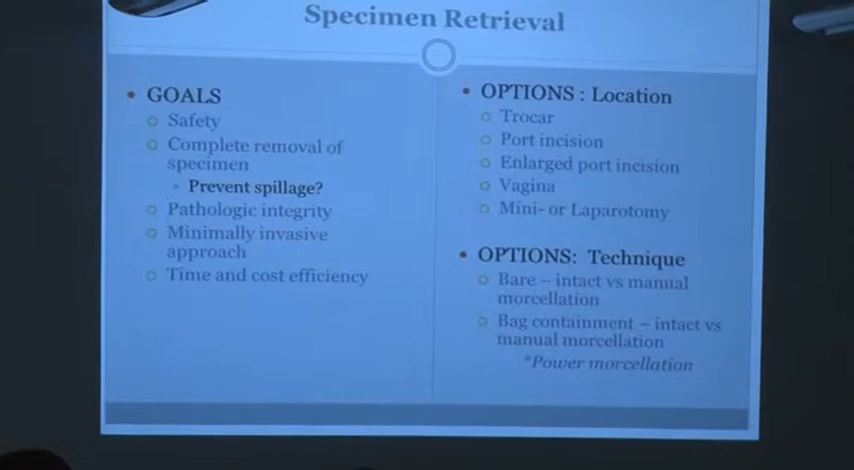 Specimen Retrieval
• GOALS
○ Safety
○ Complete removal of
specimen
▪ Prevent spillage?
○ Pathologic integrity
○ Minimally invasive
approach
○ Time and cost efficiency
• OPTIONS : Location
○ Trocar
○ Port incision
○ Enlarged port incision
○ Vagina
○ Mini- or Laparotomy
• OPTIONS: Technique
○ Bare – intact vs manual
morcellation
○ Bag containment – intact vs
manual morcellation
*Power morcellation